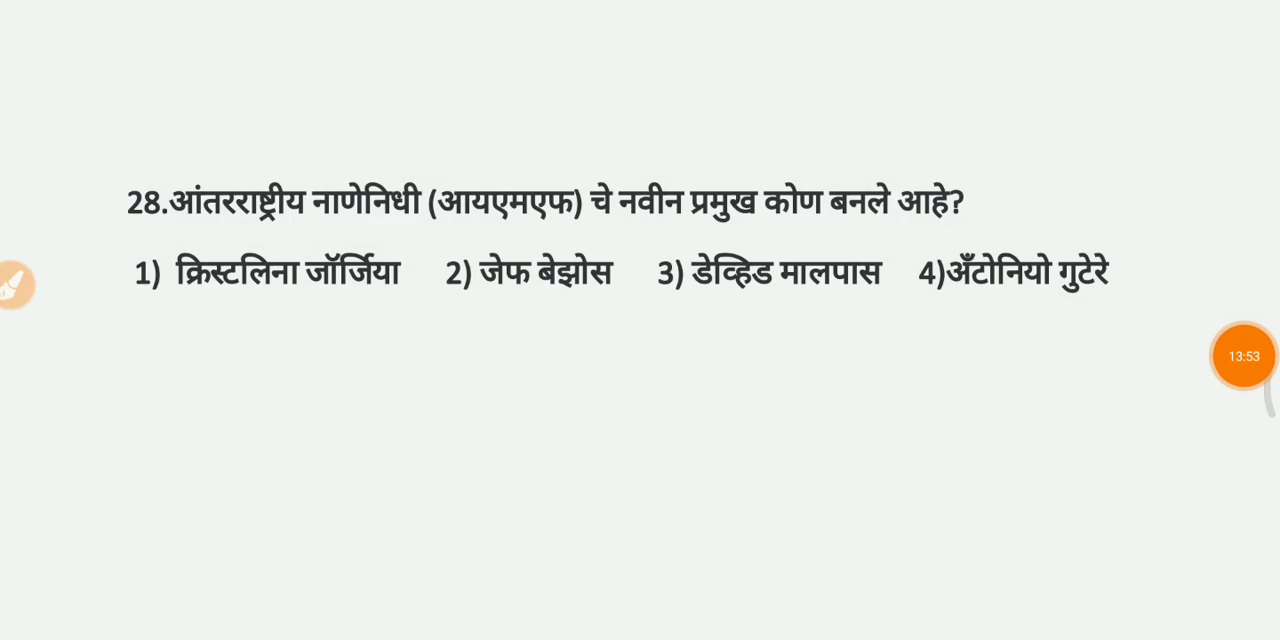 28.आंतरराष्ट्रीय नाणेनिधी (आयएमएफ) चे नवीन प्रमुख कोण बनले आहे?
1) क्रिस्टलिना जॉर्जिया 2) जेफ बेझोस 3) डेव्हिड मालपास 4)अँटोनियो गुटेरे
13:53